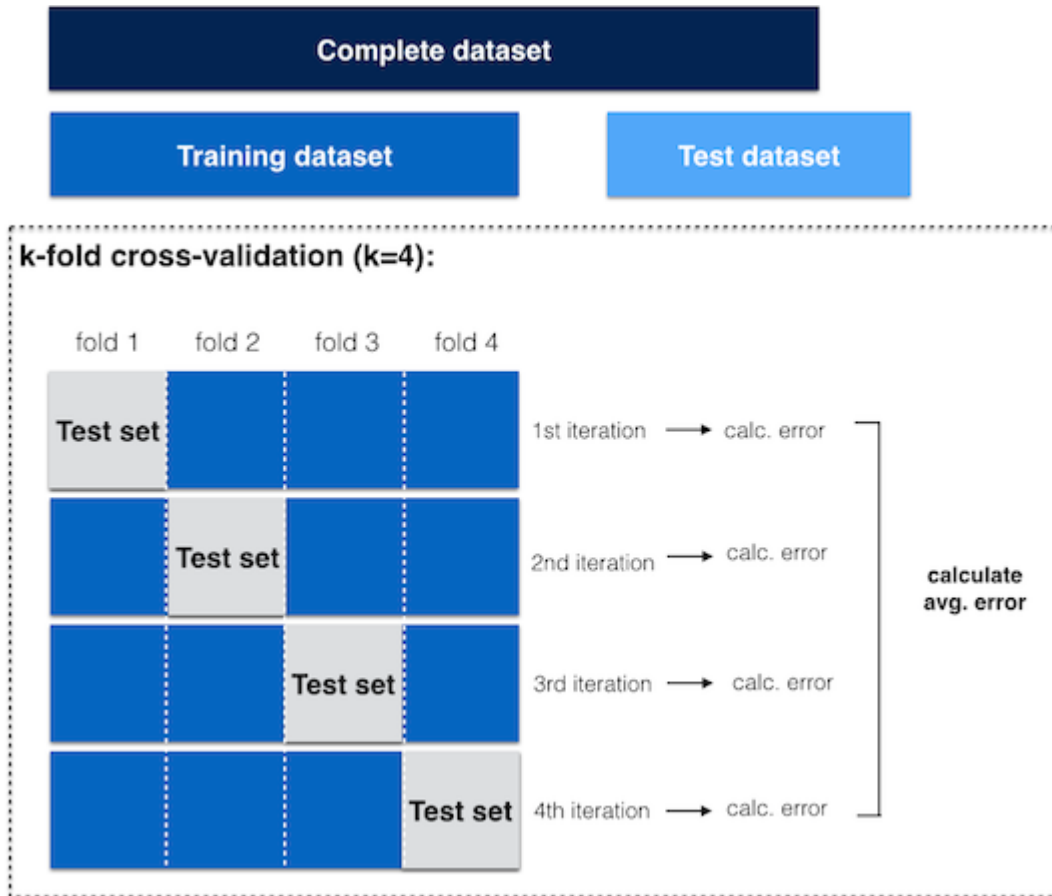 Complete dataset
Training dataset
Test dataset
k-fold cross-validation (k=4):
fold 1
fold 2
fold 3
fold 4
Test set
1st iteration
calc. error
Test set
2nd iteration
calc. error
calculate
avg. error
Test set
3rd iteration
calc. error
Test set
4th iteration
calc. error